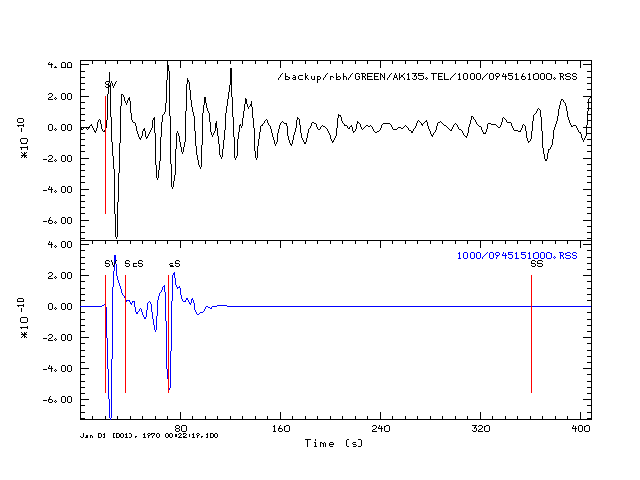 4.00
/backup/rbh/GREEN/AK135.TEL/1000/0945161000.RSS
SV
2.00
0.00
*10 -10
-2.00
-4.00
-6.00
4.00
1000/0945151000.RSS
SV ScS sS SS
2.00
0.00
*10 -10
-2.00
-4.00
-6.00
80 160 240 320 400
Jan 01 (001), 1970 00:22:19.100
Time (s)